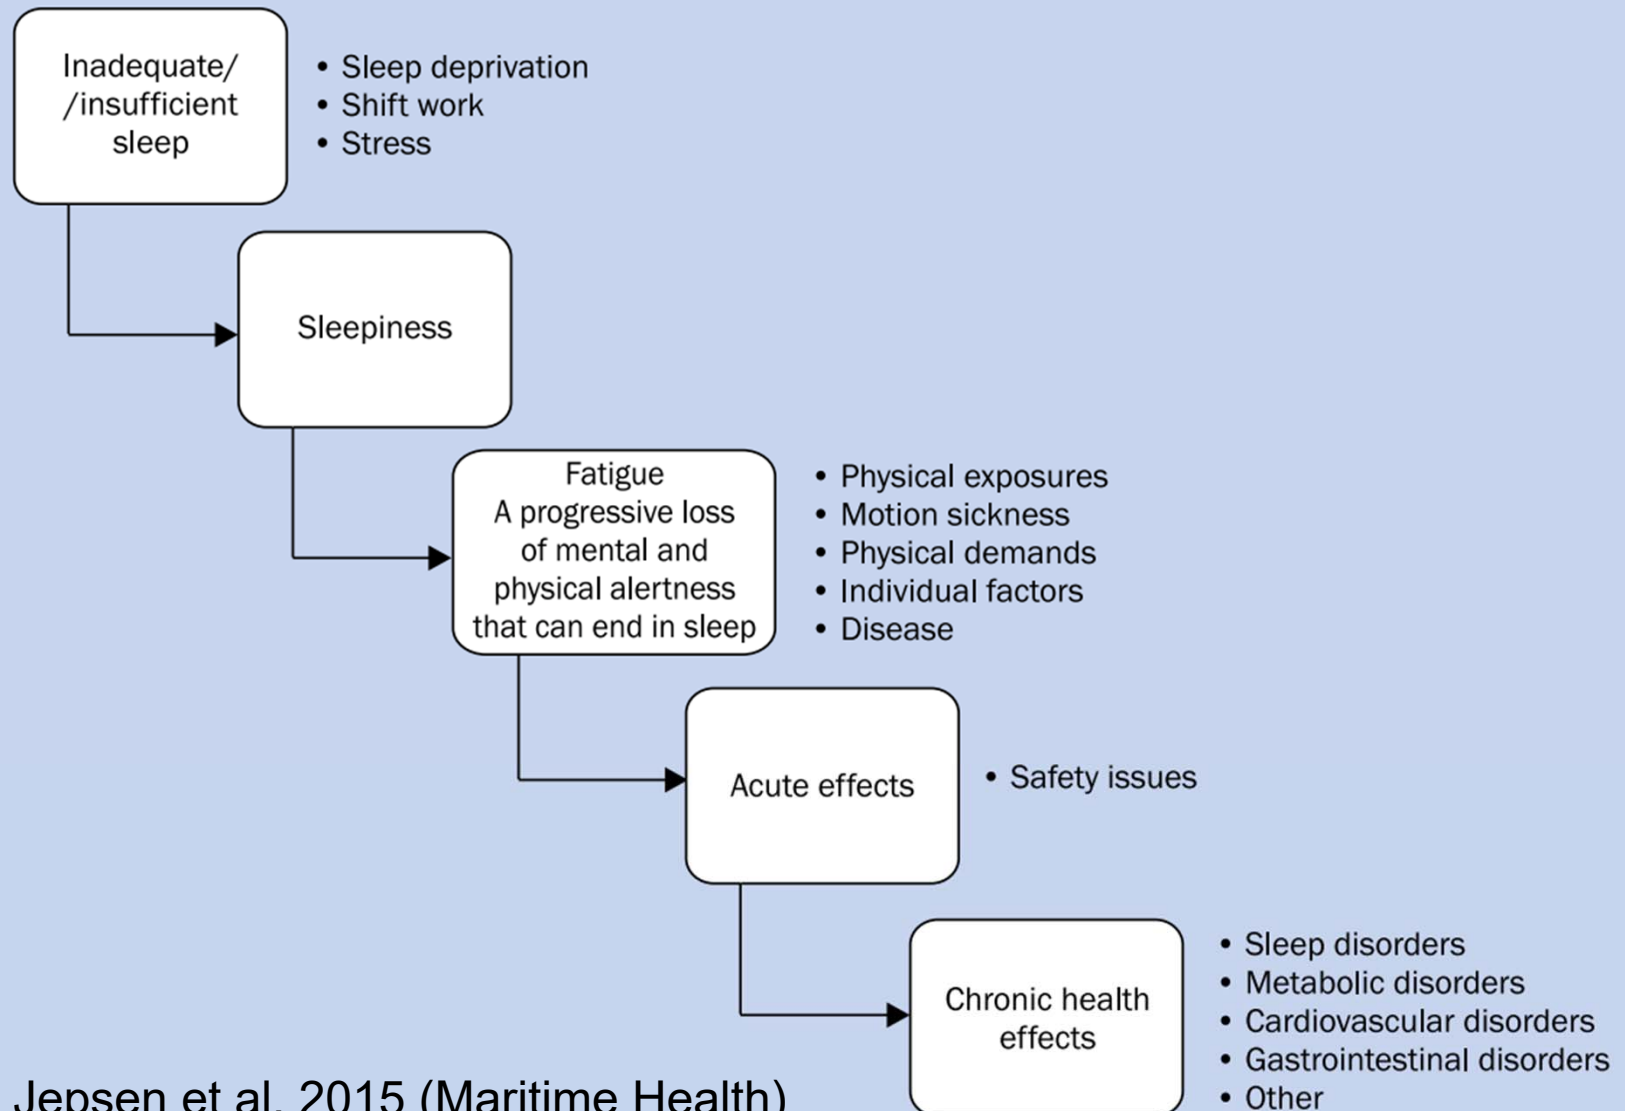 Inadequate/
/insufficient
sleep
• Sleep deprivation
• Shift work
• Stress
Sleepiness
Fatigue
A progressive loss
of mental and
physical alertness
that can end in sleep
• Physical exposures
• Motion sickness
• Physical demands
• Individual factors
• Disease
Acute effects
• Safety issues
Chronic health
effects
• Sleep disorders
• Metabolic disorders
• Cardiovascular disorders
• Gastrointestinal disorders
• Other
Jepsen et al. 2015 (Maritime Health)